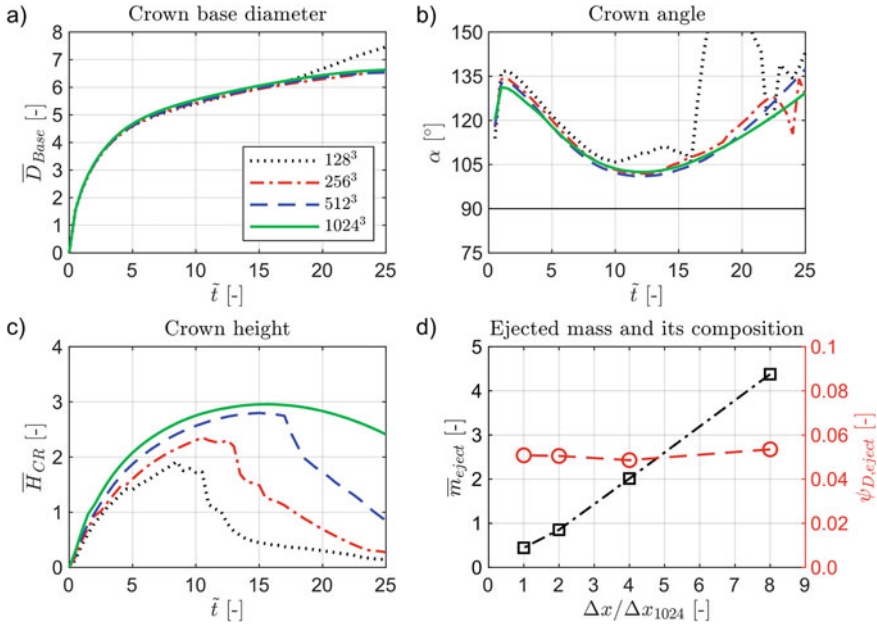 a) Crown base diameter
8
7
6
5
4
3
2
1
0
D̅_Base [-]
128³
256³
512³
1024³
0 5 10 15 20 25
t̃ [-]
b) Crown angle
150
135
120
105
90
75
α [°]
0 5 10 15 20 25
t̃ [-]
c) Crown height
4
3
2
1
0
H̅_CR [-]
0 5 10 15 20 25
t̃ [-]
d) Ejected mass and its composition
5
4
3
2
1
0
m̅_eject [-]
0.1
0.08
0.06
0.04
0.02
0.0
ψ_D,eject [-]
0 1 2 3 4 5 6 7 8 9
Δx/Δx₁₀₂₄ [-]